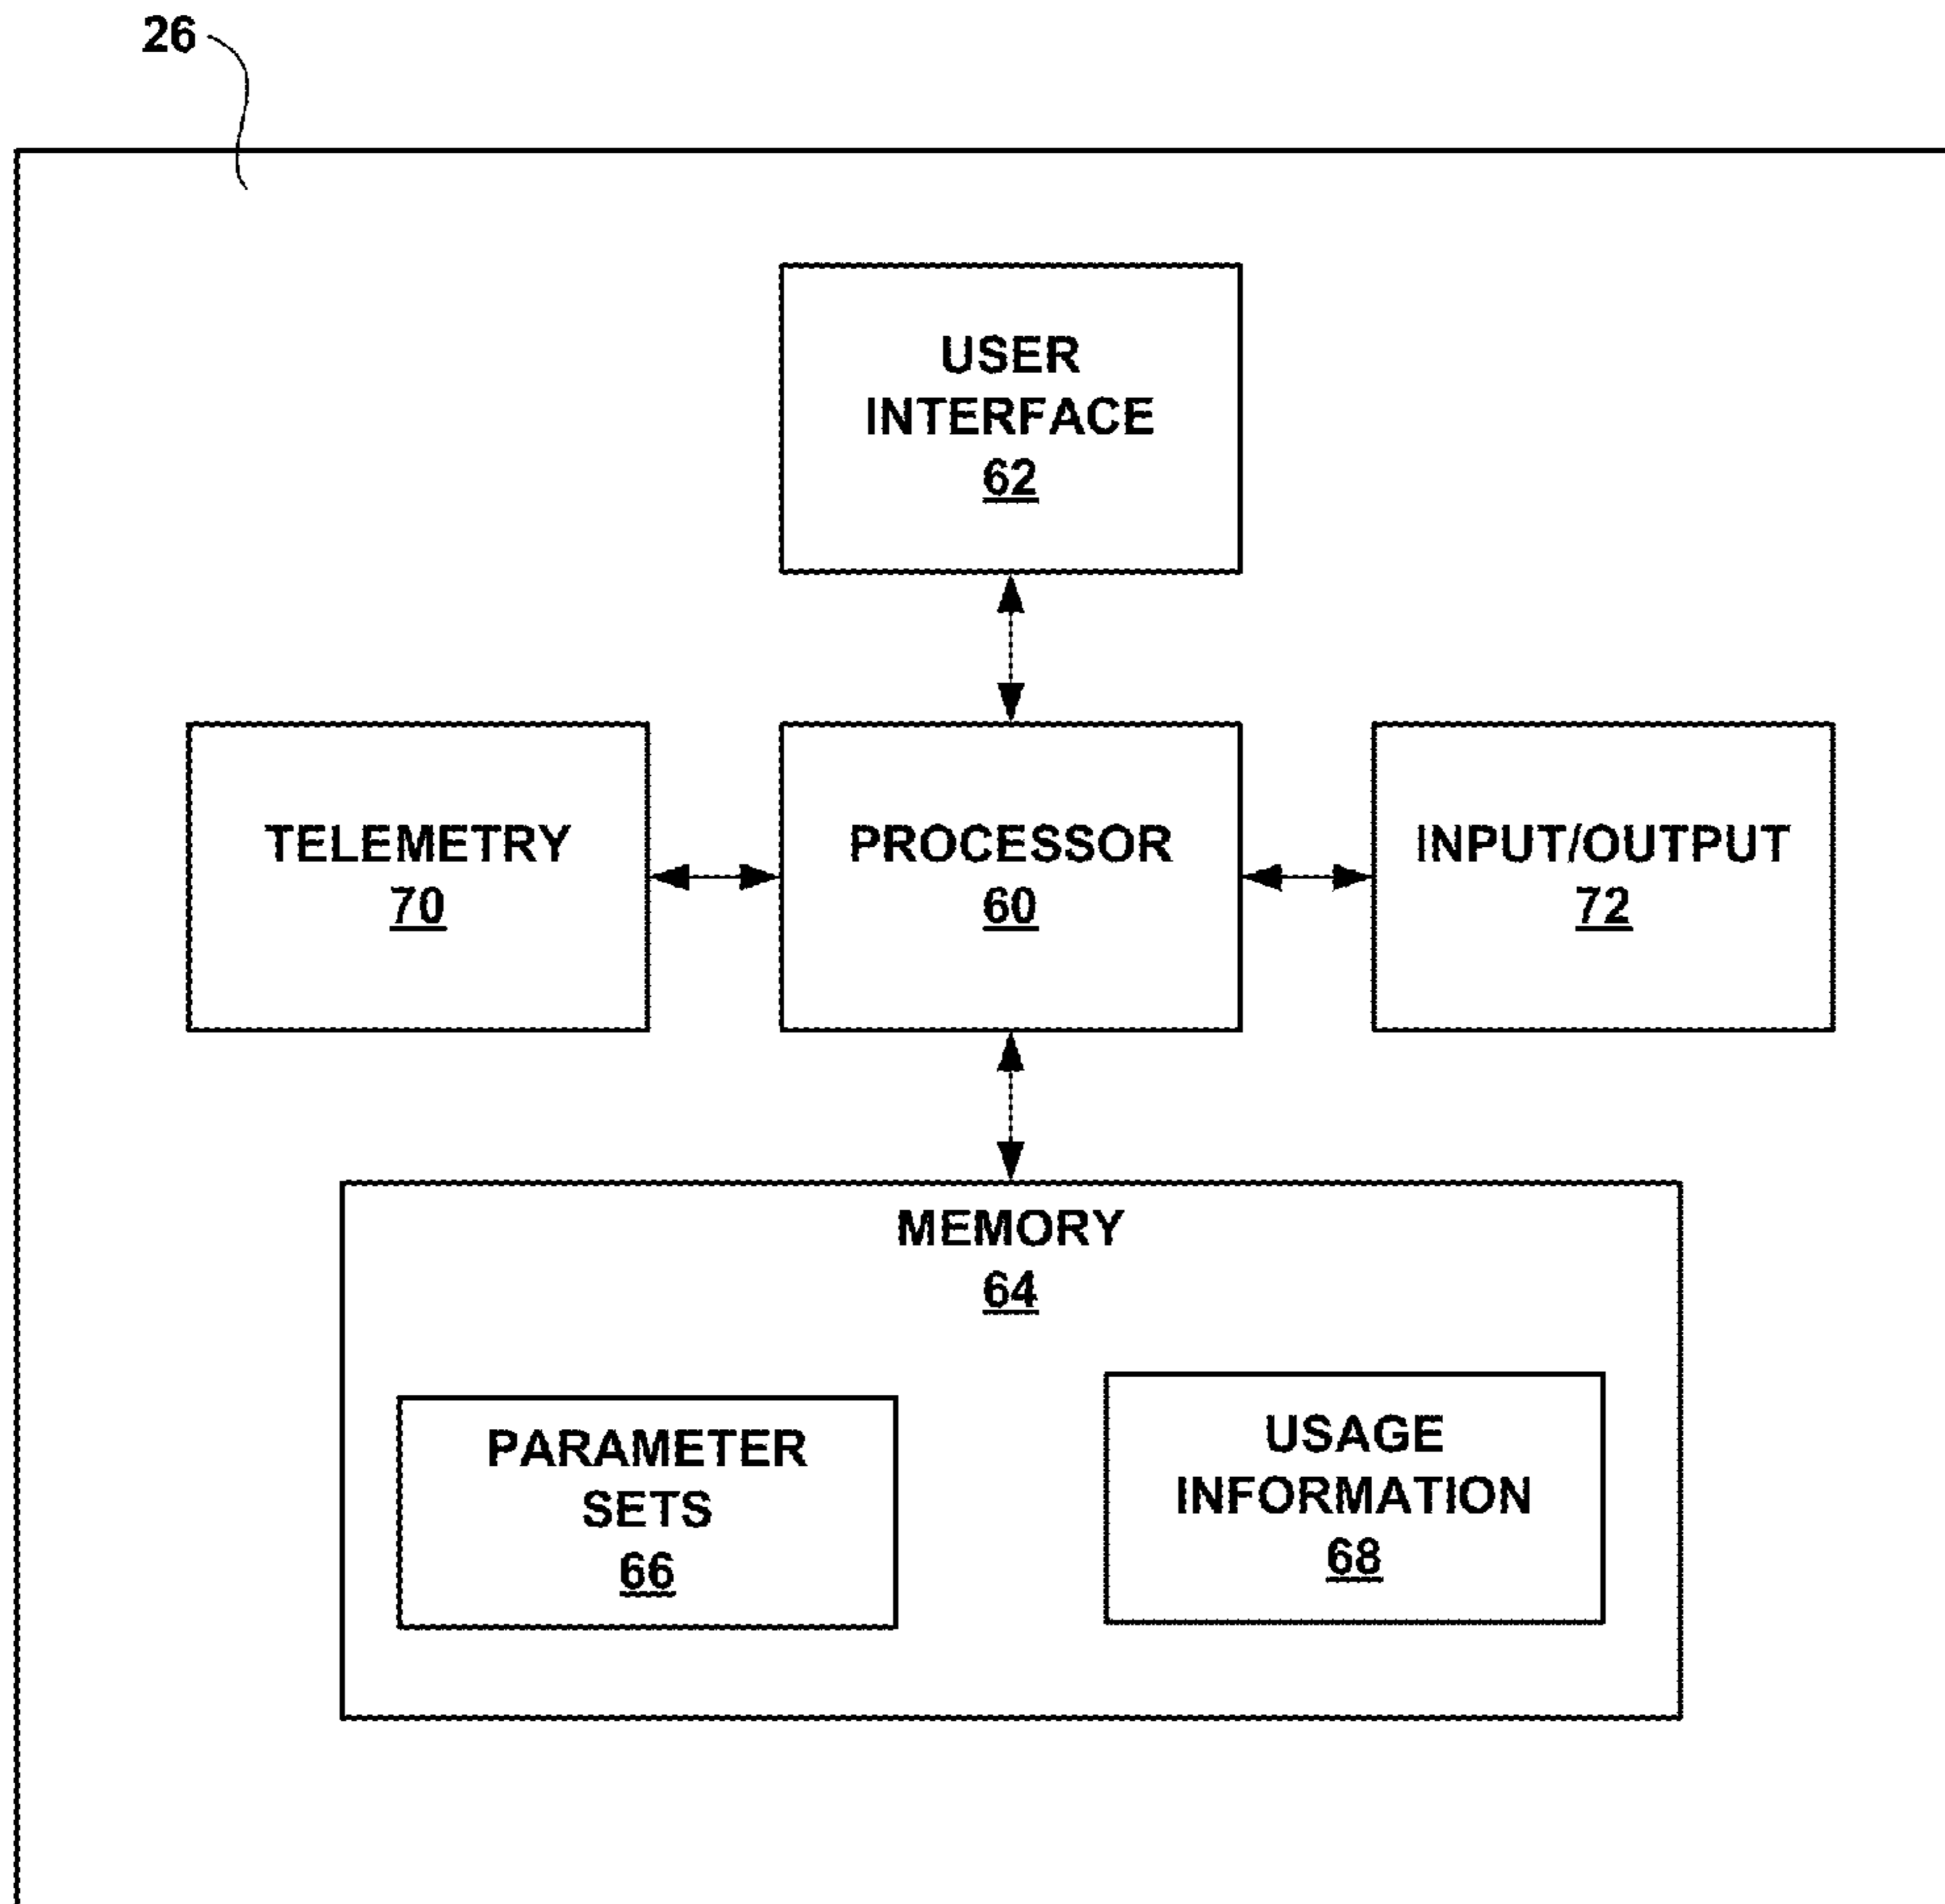 26
USER
INTERFACE
62
TELEMETRY
70
PROCESSOR
60
INPUT/OUTPUT
72
MEMORY
64
PARAMETER
SETS
66
USAGE
INFORMATION
68